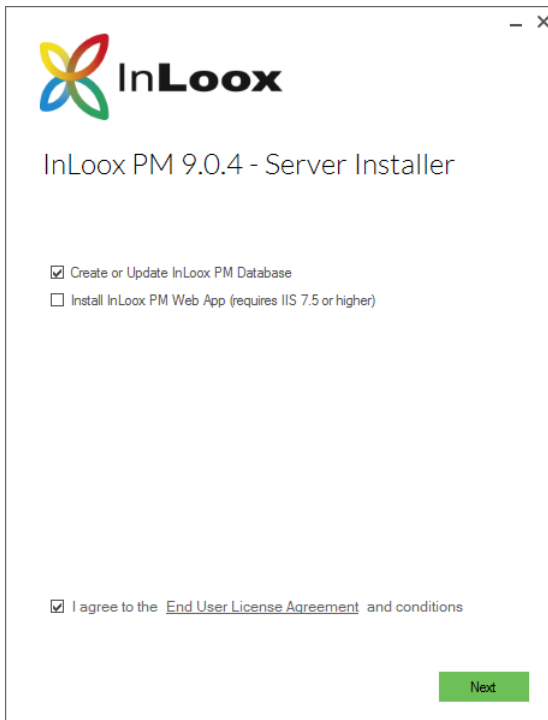 InLoox
InLoox PM 9.0.4 - Server Installer
Create or Update InLoox PM Database
Install InLoox PM Web App (requires IIS 7.5 or higher)
I agree to the End User License Agreement and conditions
Next